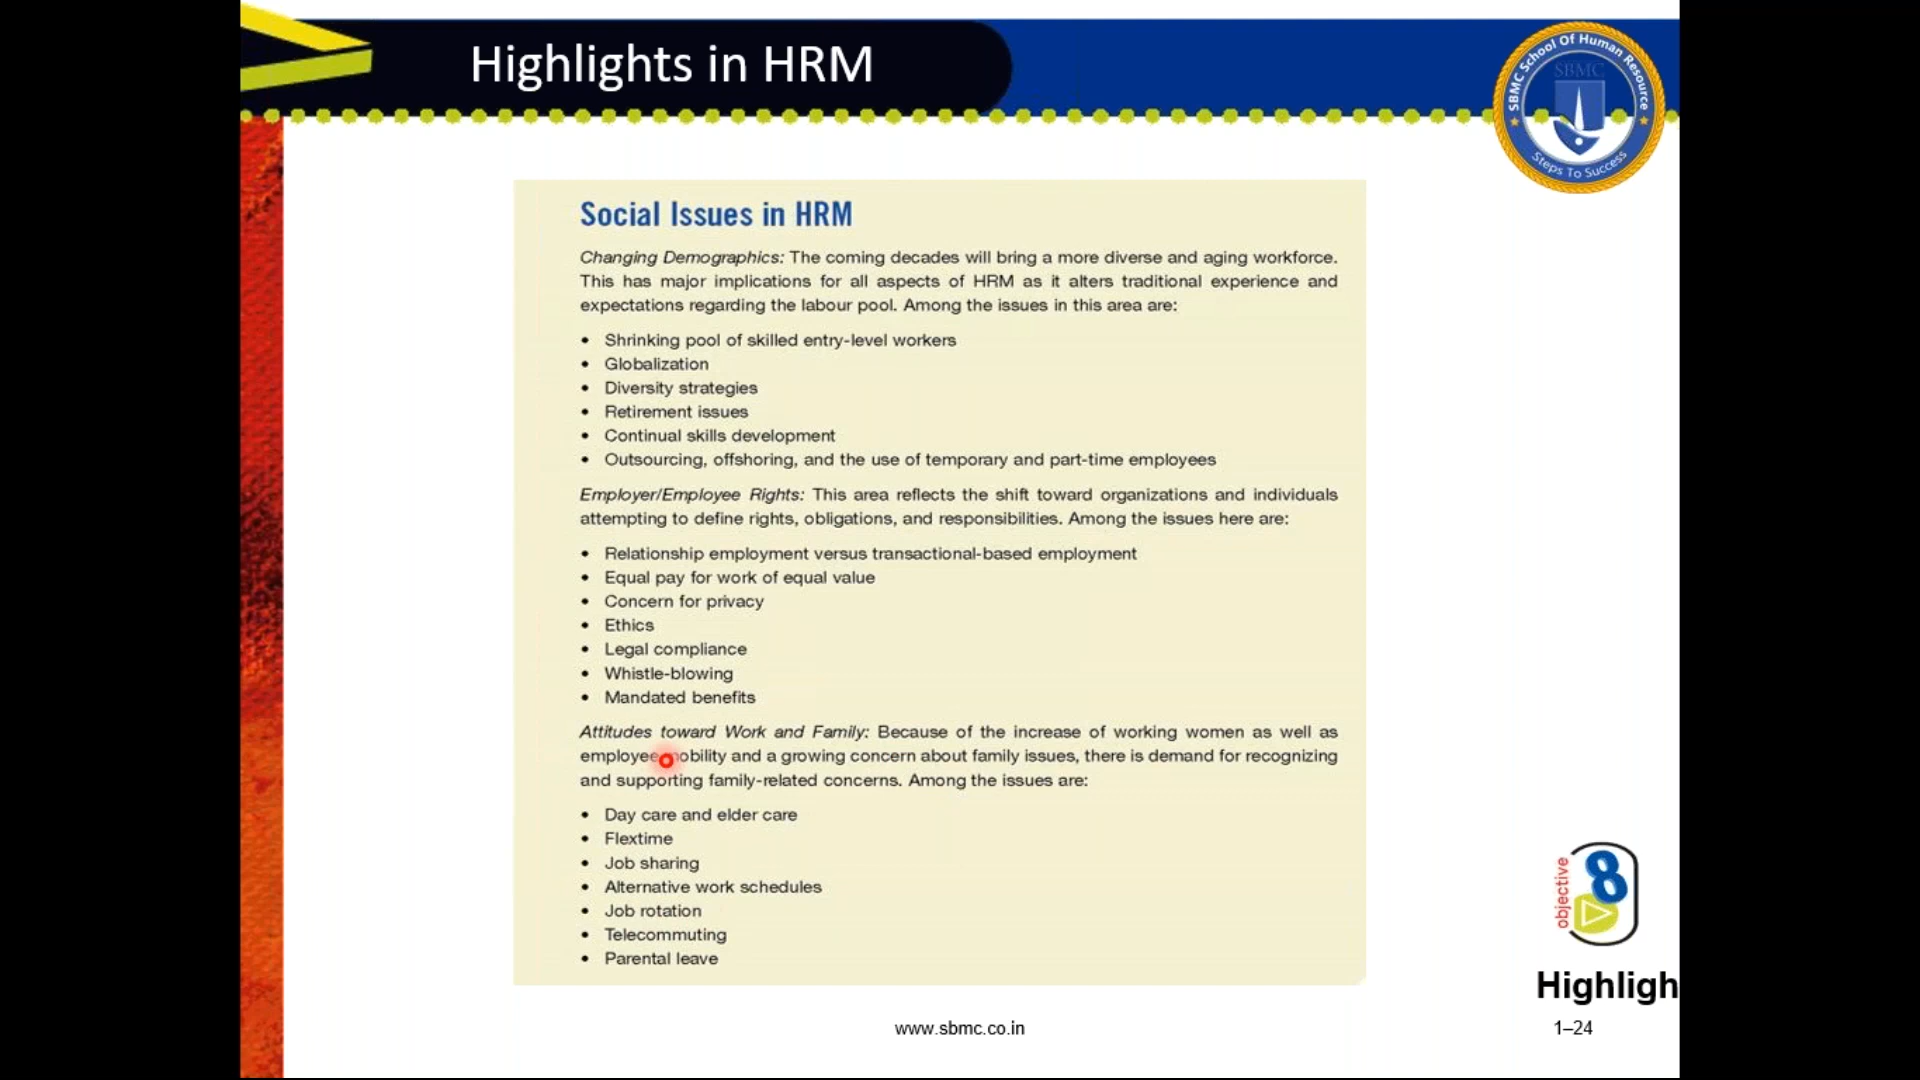 Highlights in HRM
SBMC School Of Human Resource
SBMC
Steps To Success
Social Issues in HRM
Changing Demographics: The coming decades will bring a more diverse and aging workforce.
This has major implications for all aspects of HRM as it alters traditional experience and
expectations regarding the labour pool. Among the issues in this area are:
• Shrinking pool of skilled entry-level workers
• Globalization
• Diversity strategies
• Retirement issues
• Continual skills development
• Outsourcing, offshoring, and the use of temporary and part-time employees
Employer/Employee Rights: This area reflects the shift toward organizations and individuals
attempting to define rights, obligations, and responsibilities. Among the issues here are:
• Relationship employment versus transactional-based employment
• Equal pay for work of equal value
• Concern for privacy
• Ethics
• Legal compliance
• Whistle-blowing
• Mandated benefits
Attitudes toward Work and Family: Because of the increase of working women as well as
employee mobility and a growing concern about family issues, there is demand for recognizing
and supporting family-related concerns. Among the issues are:
• Day care and elder care
• Flextime
• Job sharing
• Alternative work schedules
• Job rotation
• Telecommuting
• Parental leave
objective 8
Highligh
www.sbmc.co.in
1–24